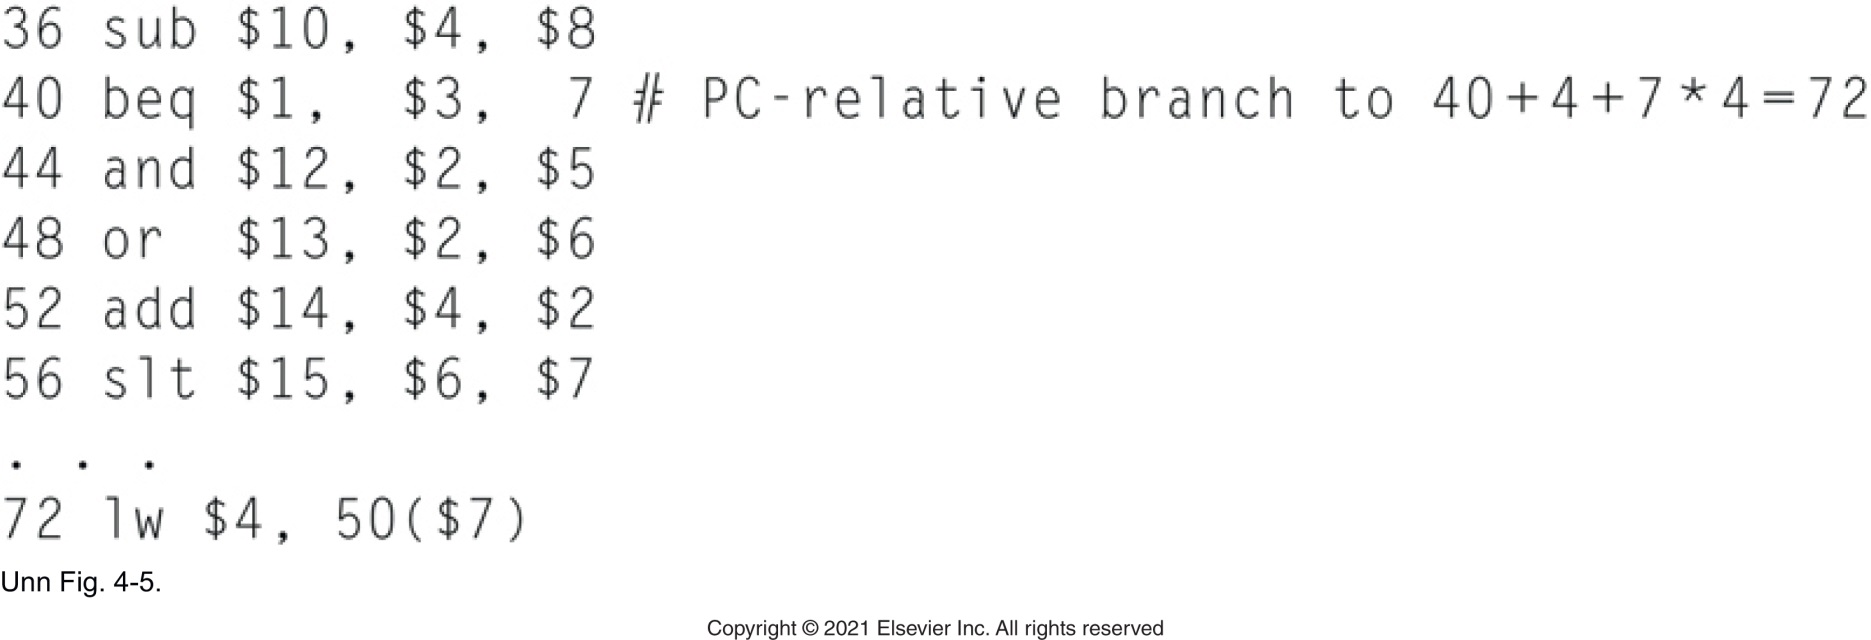 36 sub $10, $4, $8
40 beq $1,  $3,  7 # PC-relative branch to 40+4+7*4=72
44 and $12, $2, $5
48 or  $13, $2, $6
52 add $14, $4, $2
56 slt $15, $6, $7
. . .
72 lw $4, 50($7)
Unn Fig. 4-5.
Copyright © 2021 Elsevier Inc. All rights reserved